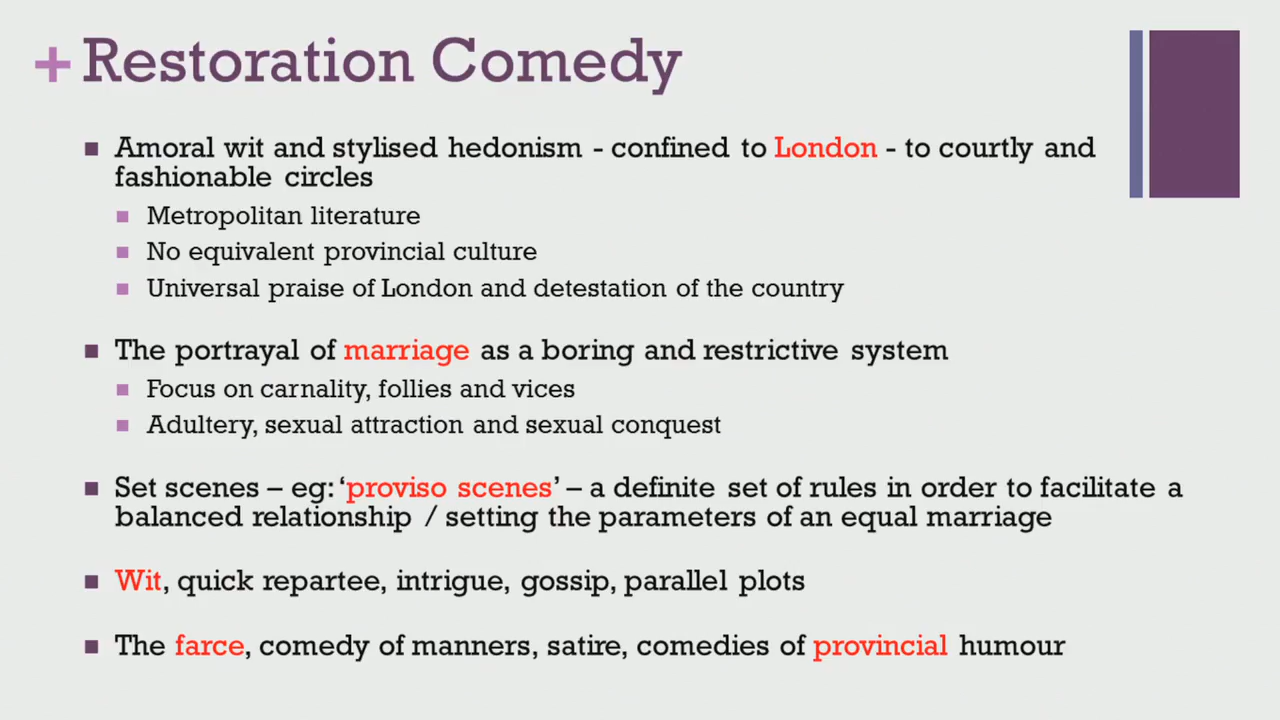 + Restoration Comedy
■ Amoral wit and stylised hedonism - confined to London - to courtly and
fashionable circles
■ Metropolitan literature
■ No equivalent provincial culture
■ Universal praise of London and detestation of the country
■ The portrayal of marriage as a boring and restrictive system
■ Focus on carnality, follies and vices
■ Adultery, sexual attraction and sexual conquest
■ Set scenes – eg: ‘proviso scenes’ – a definite set of rules in order to facilitate a
balanced relationship / setting the parameters of an equal marriage
■ Wit, quick repartee, intrigue, gossip, parallel plots
■ The farce, comedy of manners, satire, comedies of provincial humour